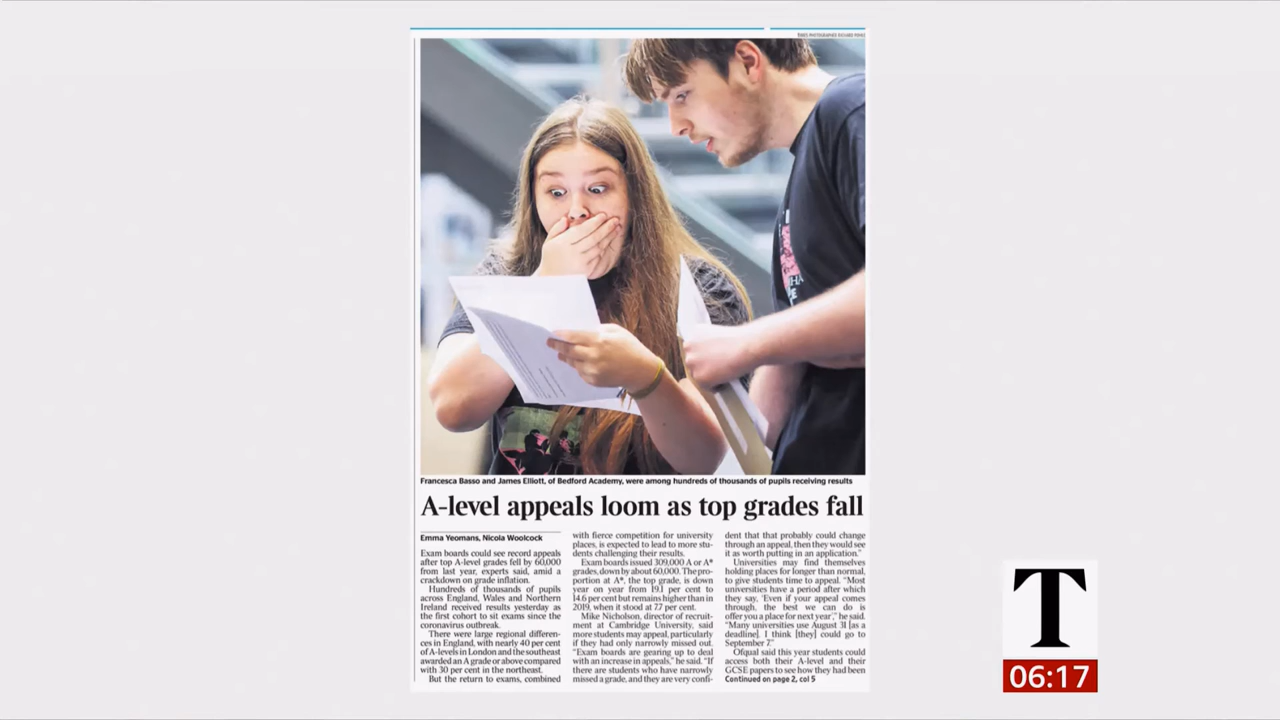 TIMES PHOTOGRAPHER RICHARD POHLE
Francesca Basso and James Elliott, of Bedford Academy, were among hundreds of thousands of pupils receiving results
A-level appeals loom as top grades fall
Emma Yeomans, Nicola Woolcock
Exam boards could see record appeals
after top A-level grades fell by 60,000
from last year, experts said, amid a
crackdown on grade inflation.
Hundreds of thousands of pupils
across England, Wales and Northern
Ireland received results yesterday as
the first cohort to sit exams since the
coronavirus outbreak.
There were large regional differen-
ces in England, with nearly 40 per cent
of A-levels in London and the southeast
awarded an A grade or above compared
with 30 per cent in the northeast.
But the return to exams, combined
with fierce competition for university
places, is expected to lead to more stu-
dents challenging their results.
Exam boards issued 309,000 A or A*
grades, down by about 60,000. The pro-
portion at A*, the top grade, is down
year on year from 19.1 per cent to
14.6 per cent but remains higher than in
2019, when it stood at 7.7 per cent.
Mike Nicholson, director of recruit-
ment at Cambridge University, said
more students may appeal, particularly
if they had only narrowly missed out.
"Exam boards are gearing up to deal
with an increase in appeals," he said. "If
there are students who have narrowly
missed a grade, and they are very confi-
dent that that probably could change
through an appeal, then they would see
it as worth putting in an application."
Universities may find themselves
holding places for longer than normal,
to give students time to appeal. "Most
universities have a period after which
they say, 'Even if your appeal comes
through, the best we can do is
offer you a place for next year'," he said.
"Many universities use August 31 [as a
deadline]. I think [they] could go to
September 7."
Ofqual said this year students could
access both their A-level and their
GCSE papers to see how they had been
Continued on page 2, col 5
T
06:17